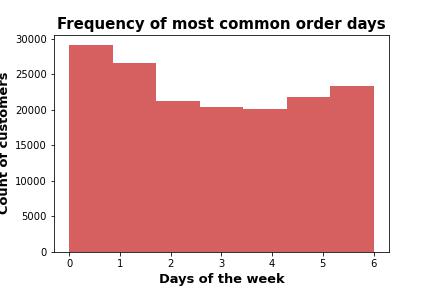 Frequency of most common order days
30000
25000
20000
15000
10000
5000
0
Count of customers
0 1 2 3 4 5 6
Days of the week